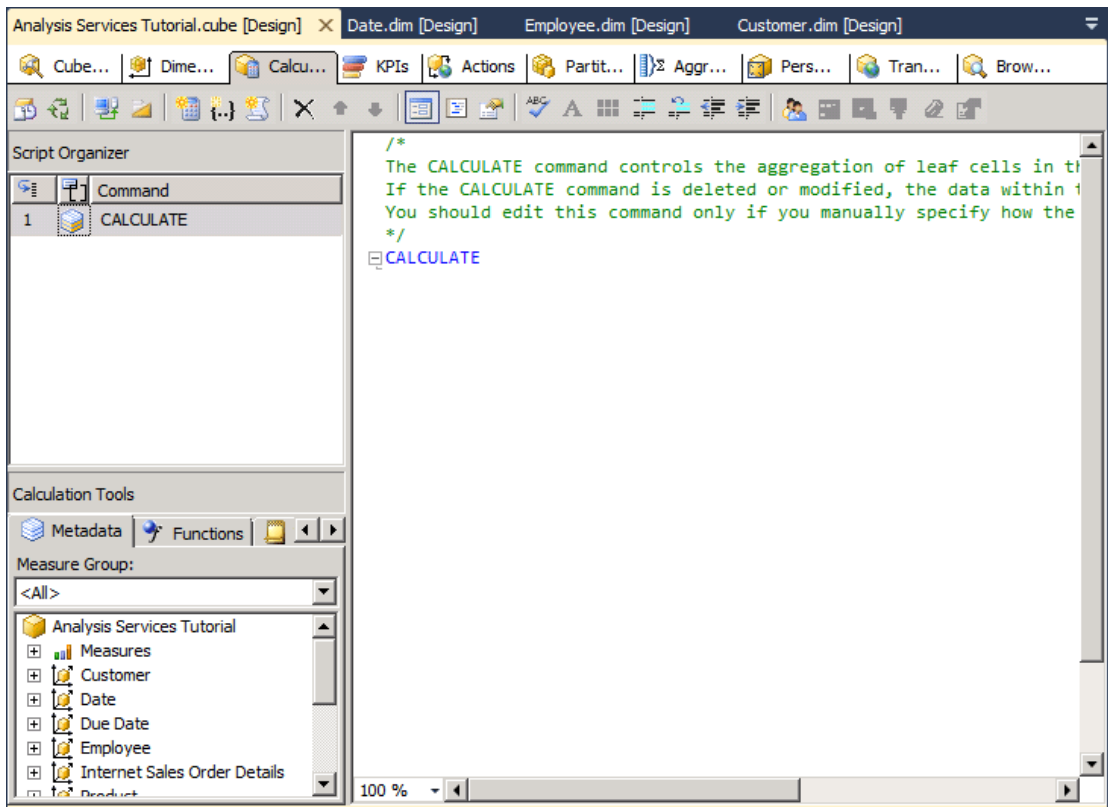 Analysis Services Tutorial.cube [Design] Date.dim [Design] Employee.dim [Design] Customer.dim [Design]
Cube... Dime... Calcu... KPIs Actions Partit... Aggr... Pers... Tran... Brow...
Script Organizer
Command
1 CALCULATE
/*
The CALCULATE command controls the aggregation of leaf cells in th
If the CALCULATE command is deleted or modified, the data within t
You should edit this command only if you manually specify how the
*/
CALCULATE
Calculation Tools
Metadata Functions
Measure Group:
<All>
Analysis Services Tutorial
Measures
Customer
Date
Due Date
Employee
Internet Sales Order Details
Product
100 %